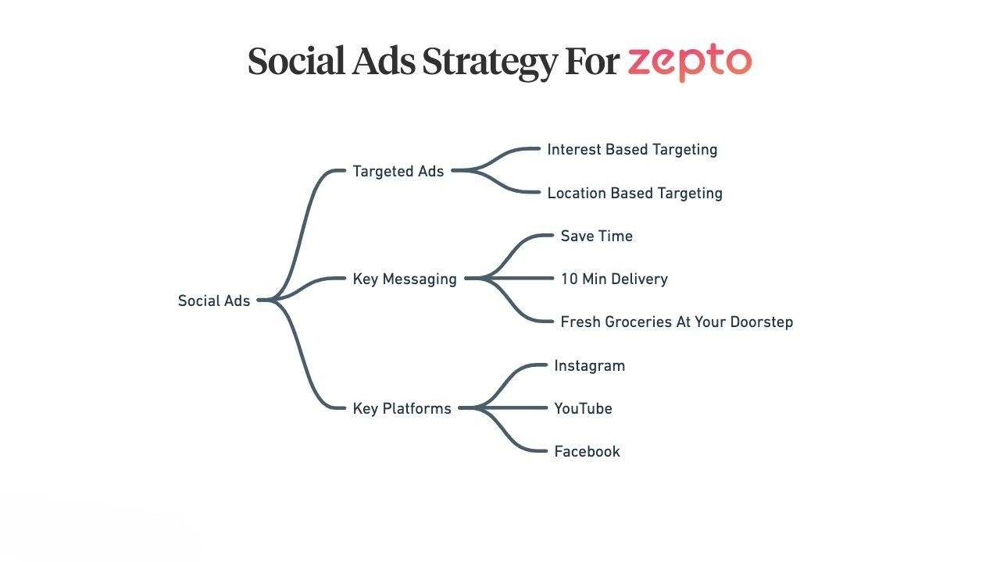 Social Ads Strategy For zepto
Interest Based Targeting
Targeted Ads
Location Based Targeting
Save Time
Key Messaging
10 Min Delivery
Social Ads
Fresh Groceries At Your Doorstep
Instagram
Key Platforms
YouTube
Facebook